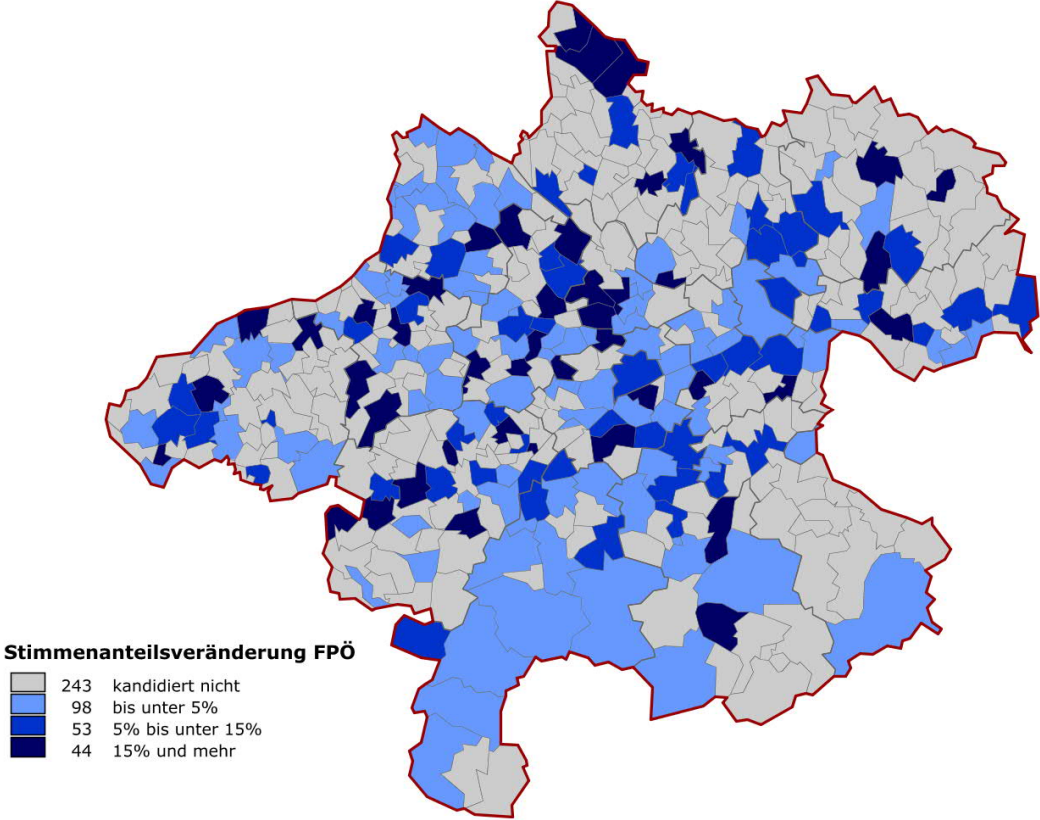 Stimmenanteilsveränderung FPÖ
243 kandidiert nicht
98 bis unter 5%
53 5% bis unter 15%
44 15% und mehr